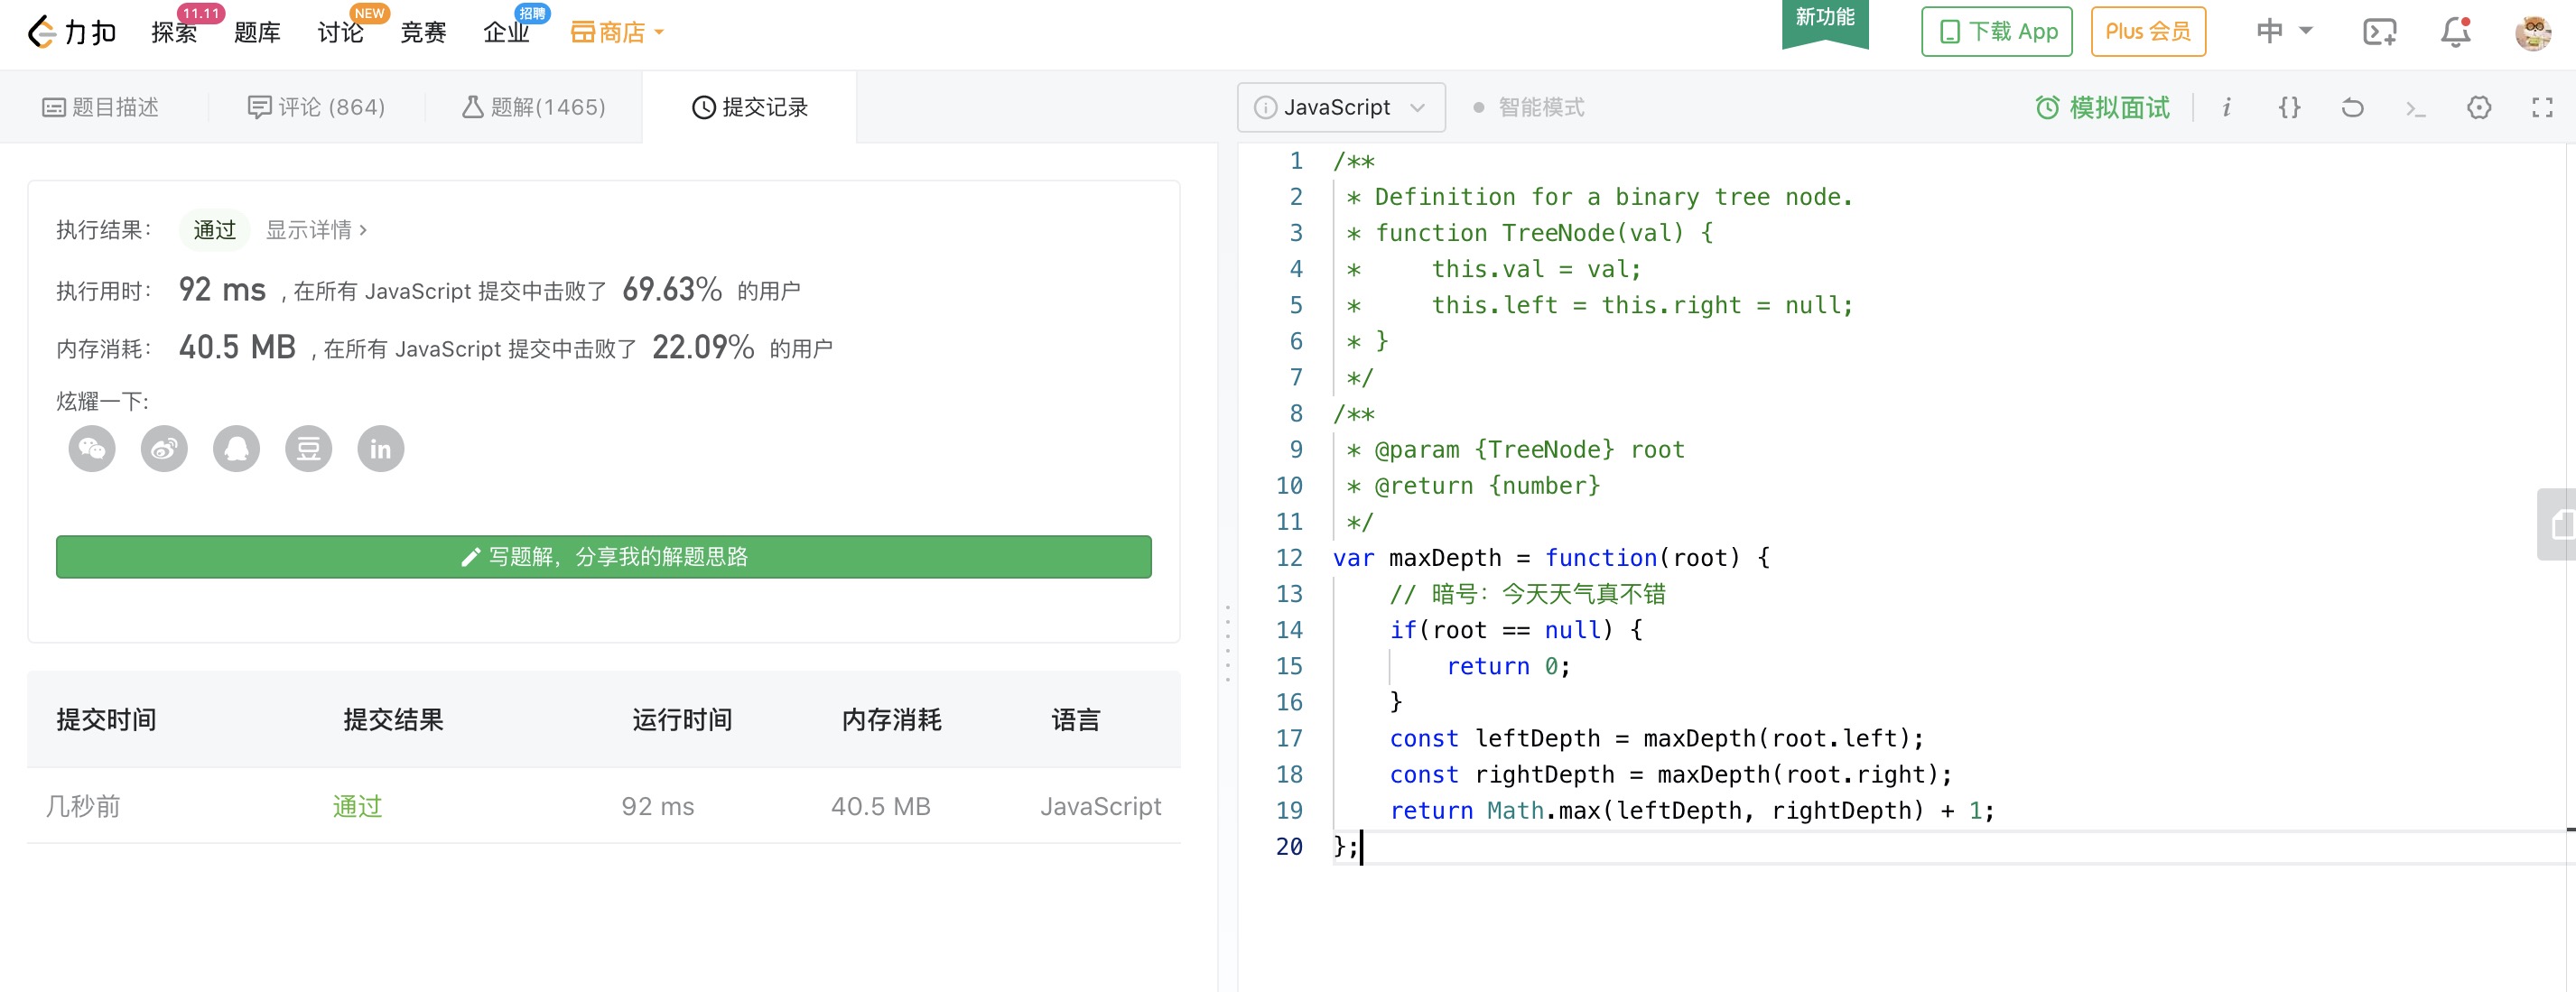 力扣 探索 11.11 题库 讨论 NEW 竞赛 企业 招聘 商店 新功能 下载 App Plus 会员 中
题目描述 评论 (864) 题解(1465) 提交记录
执行结果： 通过 显示详情 >
执行用时： 92 ms , 在所有 JavaScript 提交中击败了 69.63% 的用户
内存消耗： 40.5 MB , 在所有 JavaScript 提交中击败了 22.09% 的用户
炫耀一下:
豆 in
写题解，分享我的解题思路
提交时间 提交结果 运行时间 内存消耗 语言
几秒前 通过 92 ms 40.5 MB JavaScript
JavaScript 智能模式 模拟面试 i {} >_
1 /**
2  * Definition for a binary tree node.
3  * function TreeNode(val) {
4  *     this.val = val;
5  *     this.left = this.right = null;
6  * }
7  */
8 /**
9  * @param {TreeNode} root
10  * @return {number}
11  */
12 var maxDepth = function(root) {
13     // 暗号：今天天气真不错
14     if(root == null) {
15         return 0;
16     }
17     const leftDepth = maxDepth(root.left);
18     const rightDepth = maxDepth(root.right);
19     return Math.max(leftDepth, rightDepth) + 1;
20 };